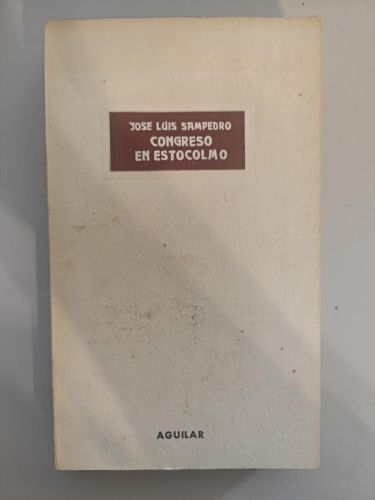 JOSE LUIS SAMPEDRO
CONGRESO
EN ESTOCOLMO
AGUILAR